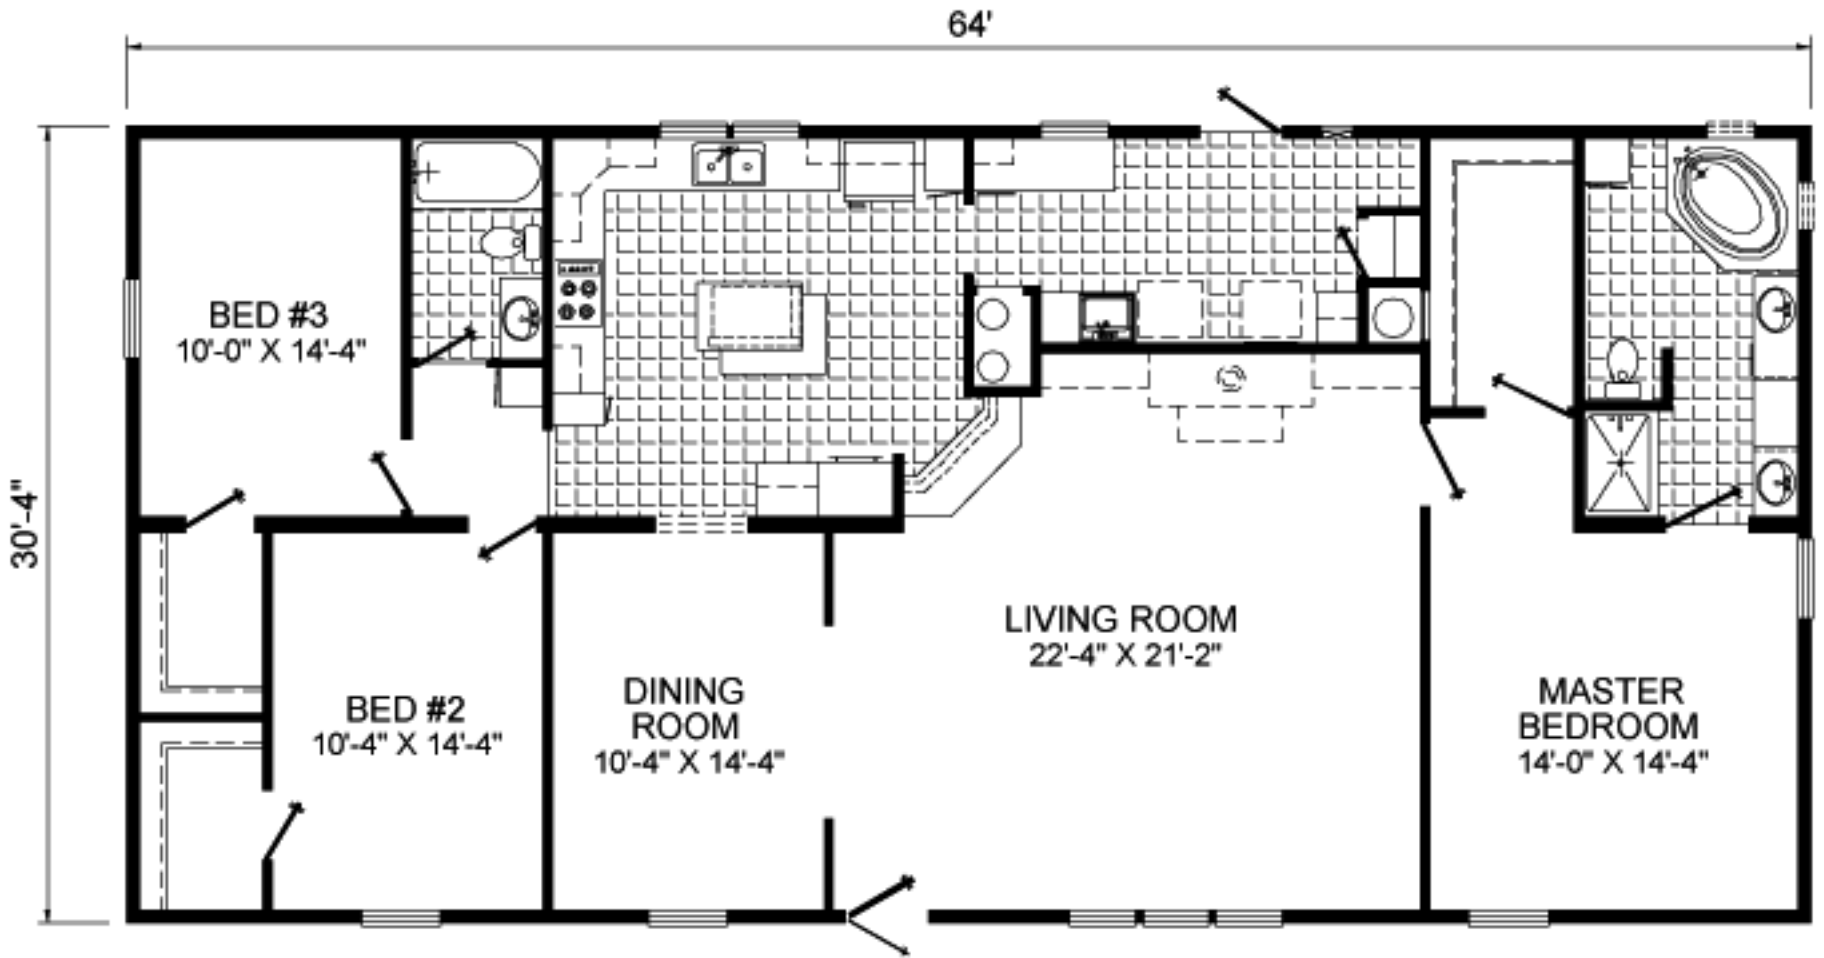 64'
30'-4"
BED #3
10'-0" X 14'-4"
BED #2
10'-4" X 14'-4"
DINING
ROOM
10'-4" X 14'-4"
LIVING ROOM
22'-4" X 21'-2"
MASTER
BEDROOM
14'-0" X 14'-4"